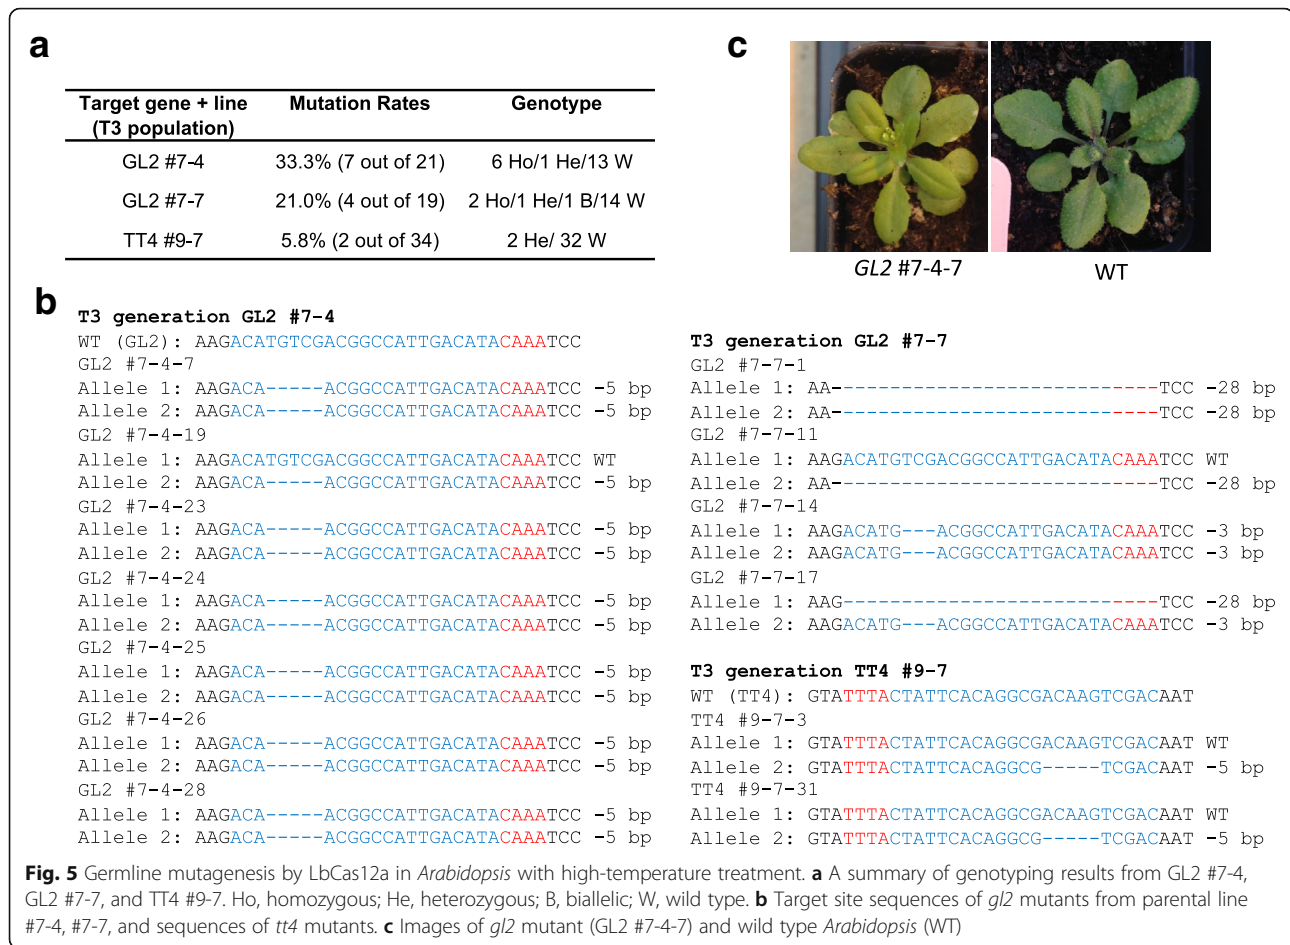 a
Target gene + line (T3 population) Mutation Rates Genotype
GL2 #7-4 33.3% (7 out of 21) 6 Ho/1 He/13 W
GL2 #7-7 21.0% (4 out of 19) 2 Ho/1 He/1 B/14 W
TT4 #9-7 5.8% (2 out of 34) 2 He/ 32 W
c
GL2 #7-4-7 WT
b
T3 generation GL2 #7-4
WT (GL2): AAGACATGTCGACGGCCATTGACATACAAATCC
GL2 #7-4-7
Allele 1: AAGACA-----ACGGCCATTGACATACAAATCC -5 bp
Allele 2: AAGACA-----ACGGCCATTGACATACAAATCC -5 bp
GL2 #7-4-19
Allele 1: AAGACATGTCGACGGCCATTGACATACAAATCC WT
Allele 2: AAGACA-----ACGGCCATTGACATACAAATCC -5 bp
GL2 #7-4-23
Allele 1: AAGACA-----ACGGCCATTGACATACAAATCC -5 bp
Allele 2: AAGACA-----ACGGCCATTGACATACAAATCC -5 bp
GL2 #7-4-24
Allele 1: AAGACA-----ACGGCCATTGACATACAAATCC -5 bp
Allele 2: AAGACA-----ACGGCCATTGACATACAAATCC -5 bp
GL2 #7-4-25
Allele 1: AAGACA-----ACGGCCATTGACATACAAATCC -5 bp
Allele 2: AAGACA-----ACGGCCATTGACATACAAATCC -5 bp
GL2 #7-4-26
Allele 1: AAGACA-----ACGGCCATTGACATACAAATCC -5 bp
Allele 2: AAGACA-----ACGGCCATTGACATACAAATCC -5 bp
GL2 #7-4-28
Allele 1: AAGACA-----ACGGCCATTGACATACAAATCC -5 bp
Allele 2: AAGACA-----ACGGCCATTGACATACAAATCC -5 bp
T3 generation GL2 #7-7
GL2 #7-7-1
Allele 1: AA----------------------------TCC -28 bp
Allele 2: AA----------------------------TCC -28 bp
GL2 #7-7-11
Allele 1: AAGACATGTCGACGGCCATTGACATACAAATCC WT
Allele 2: AA----------------------------TCC -28 bp
GL2 #7-7-14
Allele 1: AAGACATG---ACGGCCATTGACATACAAATCC -3 bp
Allele 2: AAGACATG---ACGGCCATTGACATACAAATCC -3 bp
GL2 #7-7-17
Allele 1: AAG---------------------------TCC -28 bp
Allele 2: AAGACATG---ACGGCCATTGACATACAAATCC -3 bp
T3 generation TT4 #9-7
WT (TT4): GTATTTACTATTCACAGGCGACAAGTCGACAAT
TT4 #9-7-3
Allele 1: GTATTTACTATTCACAGGCGACAAGTCGACAAT WT
Allele 2: GTATTTACTATTCACAGGCG-----TCGACAAT -5 bp
TT4 #9-7-31
Allele 1: GTATTTACTATTCACAGGCGACAAGTCGACAAT WT
Allele 2: GTATTTACTATTCACAGGCG-----TCGACAAT -5 bp
Fig. 5 Germline mutagenesis by LbCas12a in Arabidopsis with high-temperature treatment. a A summary of genotyping results from GL2 #7-4,
GL2 #7-7, and TT4 #9-7. Ho, homozygous; He, heterozygous; B, biallelic; W, wild type. b Target site sequences of gl2 mutants from parental line
#7-4, #7-7, and sequences of tt4 mutants. c Images of gl2 mutant (GL2 #7-4-7) and wild type Arabidopsis (WT)